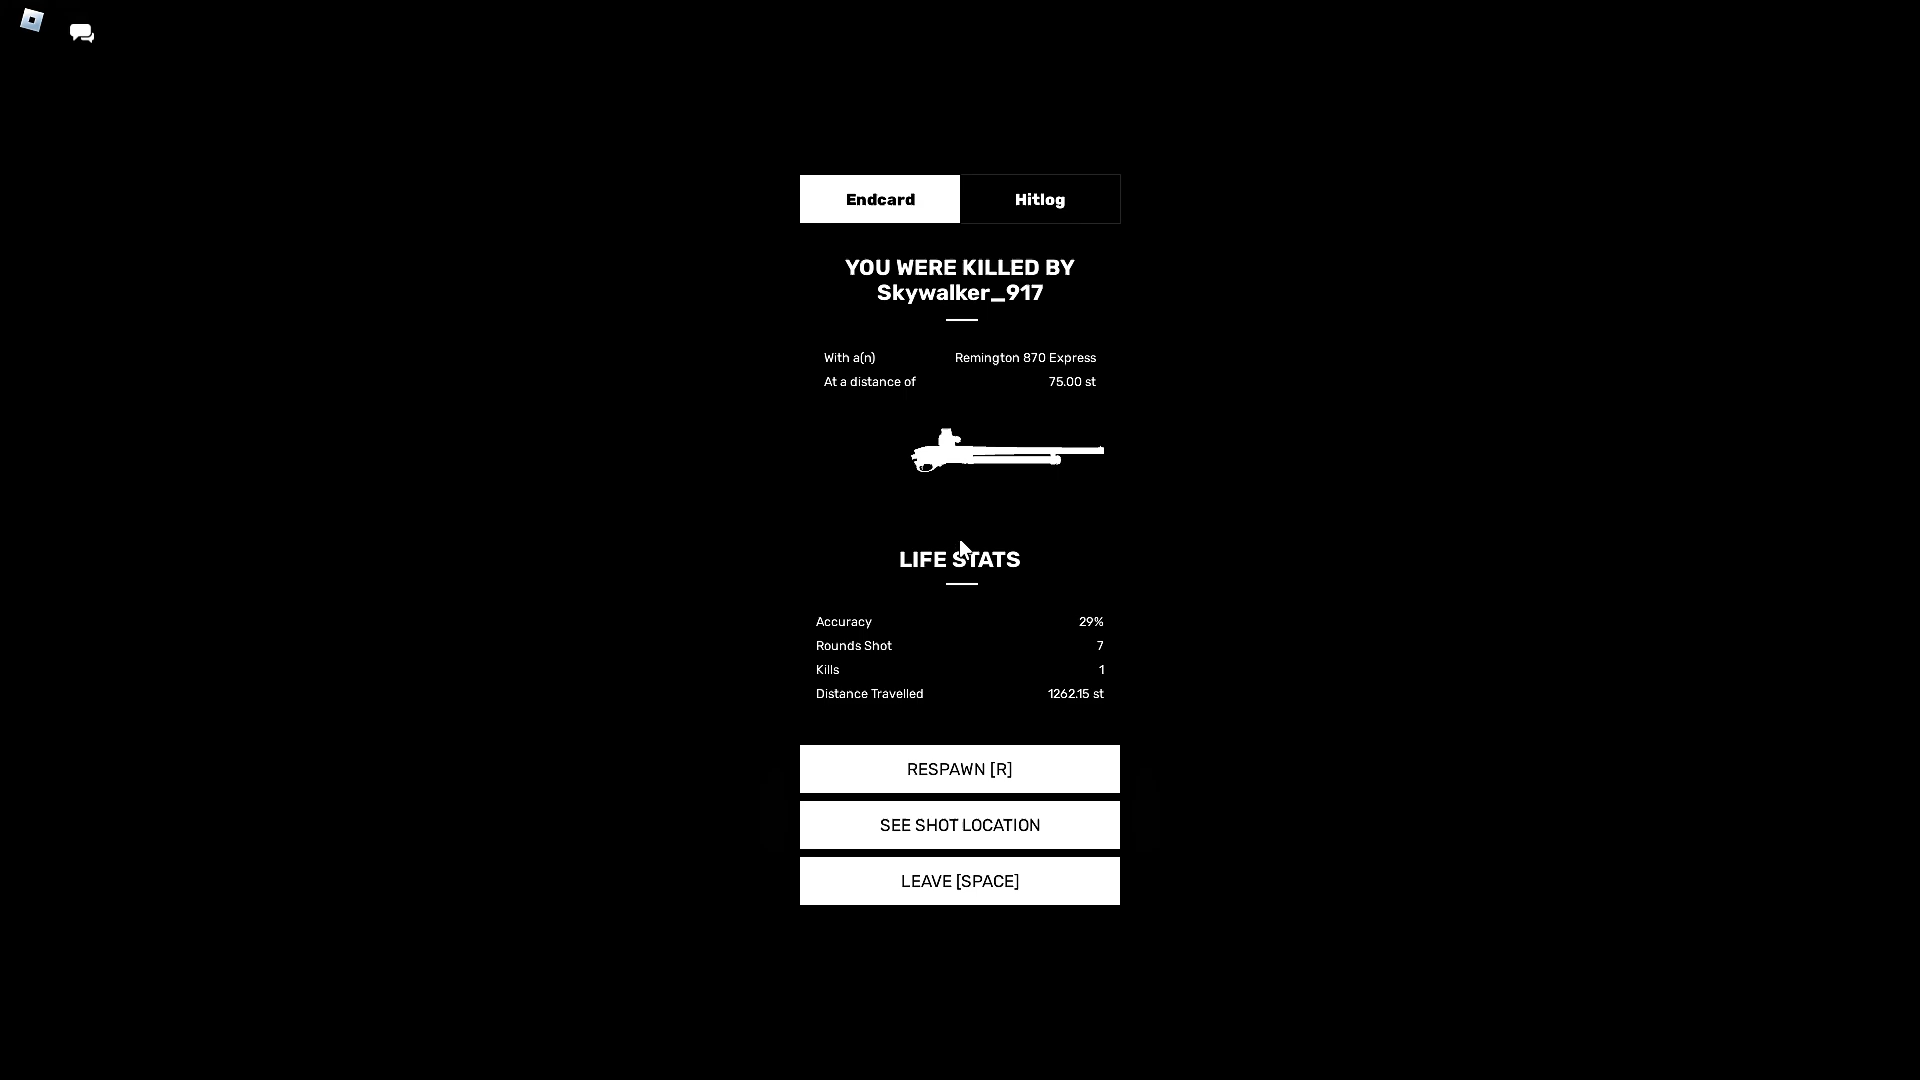 Endcard
Hitlog
YOU WERE KILLED BY
Skywalker_917
With a(n) Remington 870 Express
At a distance of 75.00 st
LIFE STATS
Accuracy 29%
Rounds Shot 7
Kills 1
Distance Travelled 1262.15 st
RESPAWN [R]
SEE SHOT LOCATION
LEAVE [SPACE]